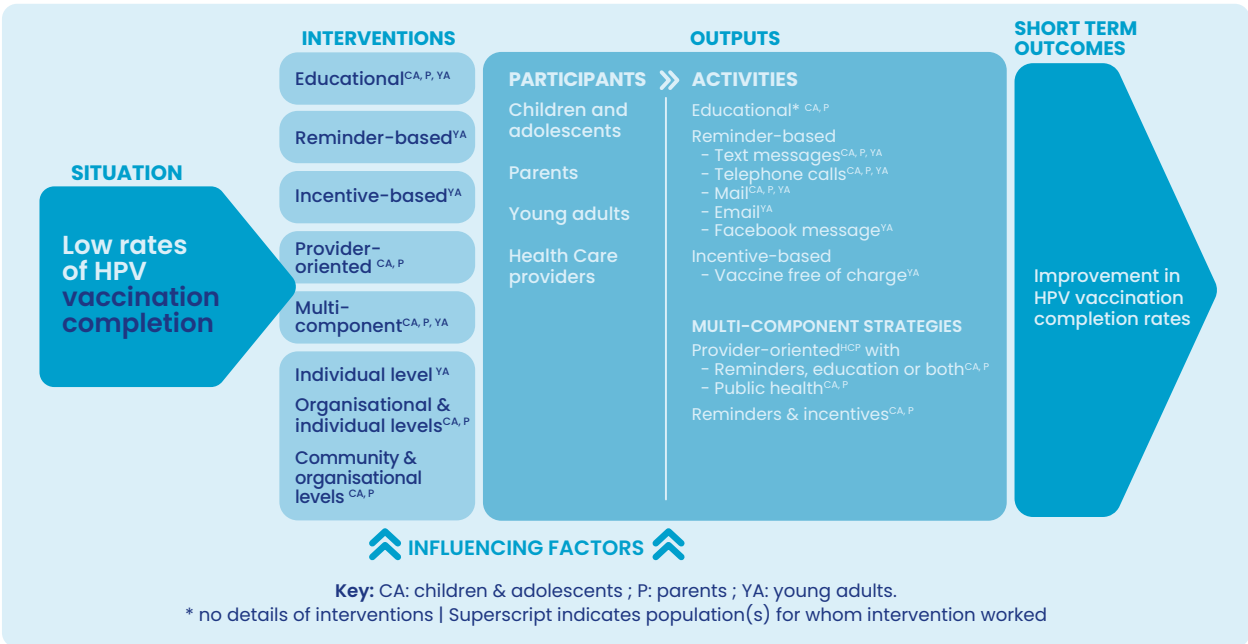 SITUATION
Low rates
of HPV
vaccination
completion
INTERVENTIONS
Educational CA, P, YA
Reminder-based YA
Incentive-based YA
Provider-
oriented CA, P
Multi-
component CA, P, YA
Individual level YA
Organisational &
individual levels CA, P
Community &
organisational
levels CA, P
OUTPUTS
PARTICIPANTS
Children and
adolescents
Parents
Young adults
Health Care
providers
ACTIVITIES
Educational* CA, P
Reminder-based
- Text messages CA, P, YA
- Telephone calls CA, P, YA
- Mail CA, P, YA
- Email YA
- Facebook message YA
Incentive-based
- Vaccine free of charge YA
MULTI-COMPONENT STRATEGIES
Provider-oriented HCP with
- Reminders, education or both CA, P
- Public health CA, P
Reminders & incentives CA, P
SHORT TERM
OUTCOMES
Improvement in
HPV vaccination
completion rates
INFLUENCING FACTORS
Key: CA: children & adolescents ; P: parents ; YA: young adults.
* no details of interventions | Superscript indicates population(s) for whom intervention worked